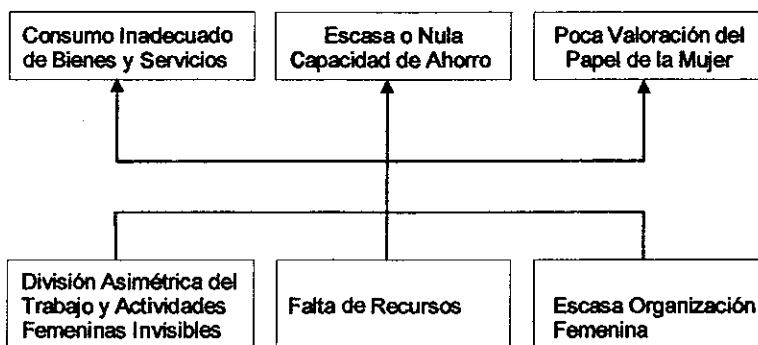 Consumo Inadecuado
de Bienes y Servicios
Escasa o Nula
Capacidad de Ahorro
Poca Valoración del
Papel de la Mujer
División Asimétrica del
Trabajo y Actividades
Femeninas Invisibles
Falta de Recursos
Escasa Organización
Femenina